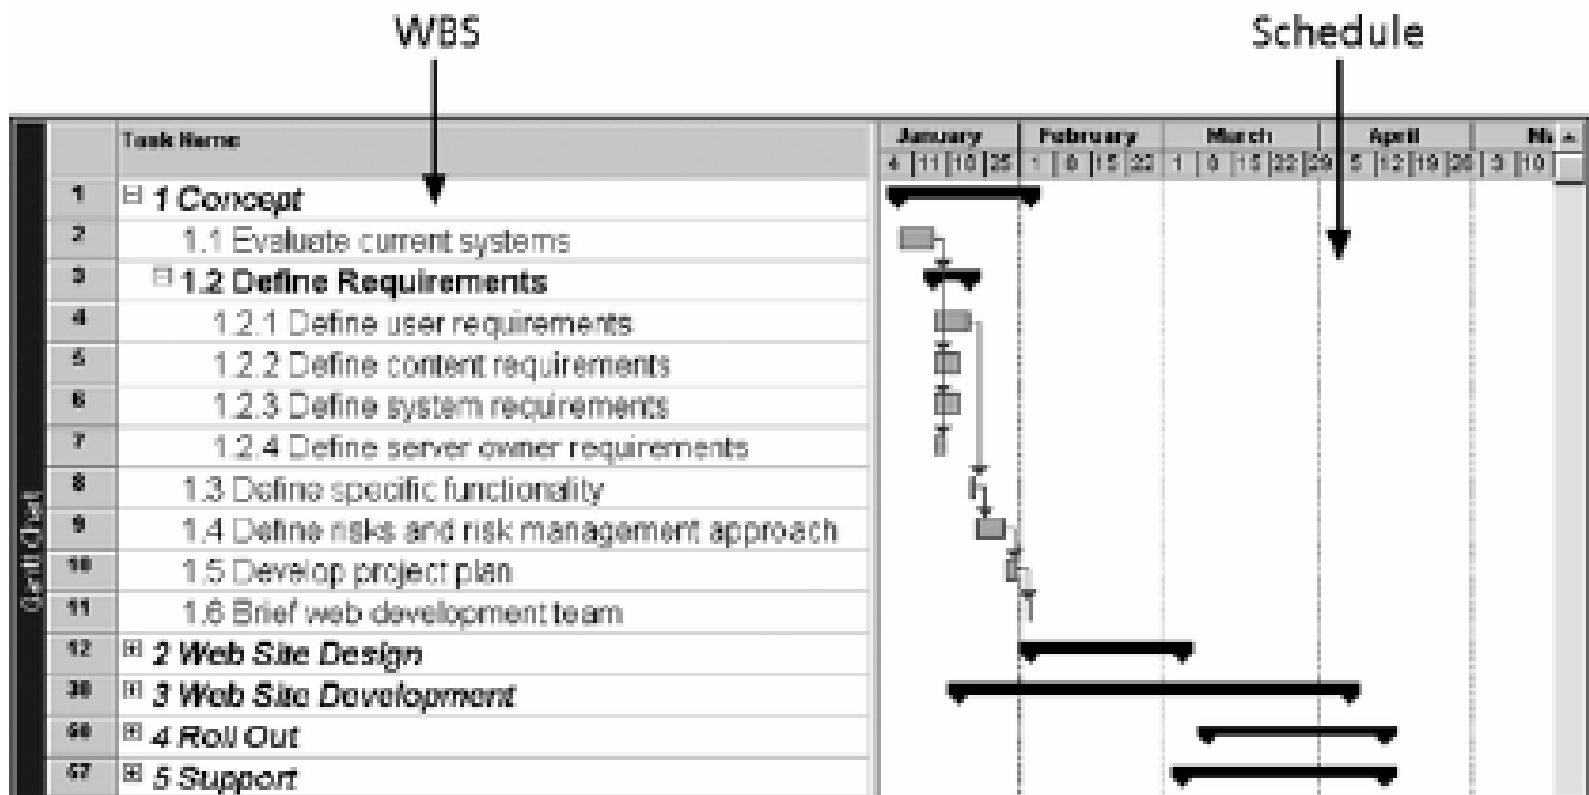 WBS Schedule
Task Name January February March April
4 11 18 25 1 8 15 22 1 8 15 22 29 5 12 19 26 3 10
1 1 Concept
2 1.1 Evaluate current systems
3 1.2 Define Requirements
4 1.2.1 Define user requirements
5 1.2.2 Define content requirements
6 1.2.3 Define system requirements
7 1.2.4 Define server owner requirements
8 1.3 Define specific functionality
9 1.4 Define risks and risk management approach
10 1.5 Develop project plan
11 1.6 Brief web development team
12 2 Web Site Design
3 Web Site Development
4 Roll Out
67 5 Support
Gantt Chart